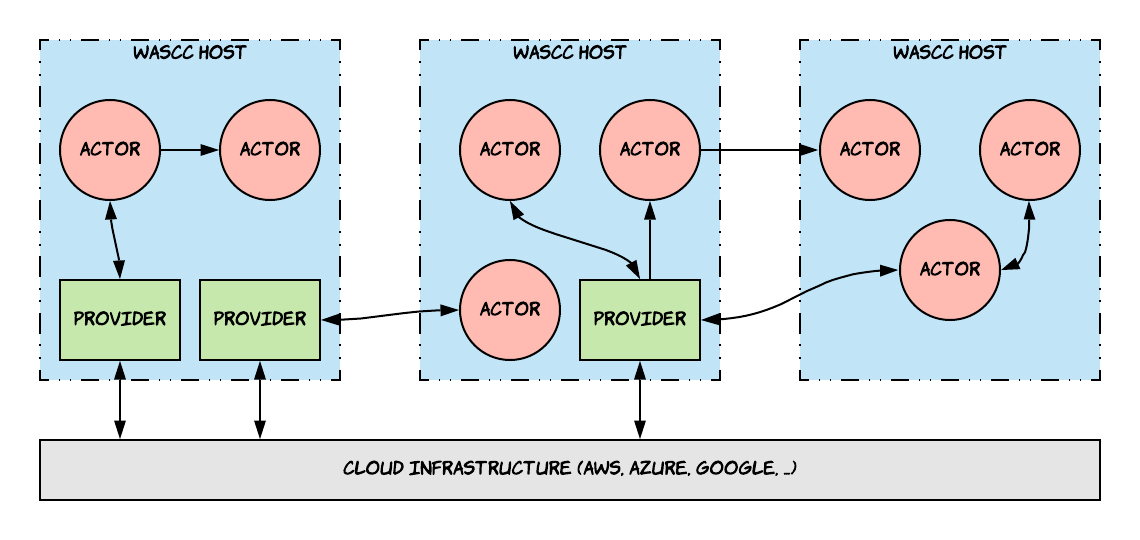 WASCC HOST
WASCC HOST
WASCC HOST
ACTOR
ACTOR
ACTOR
ACTOR
ACTOR
ACTOR
ACTOR
ACTOR
PROVIDER
PROVIDER
PROVIDER
CLOUD INFRASTRUCTURE (AWS, AZURE, GOOGLE, ...)